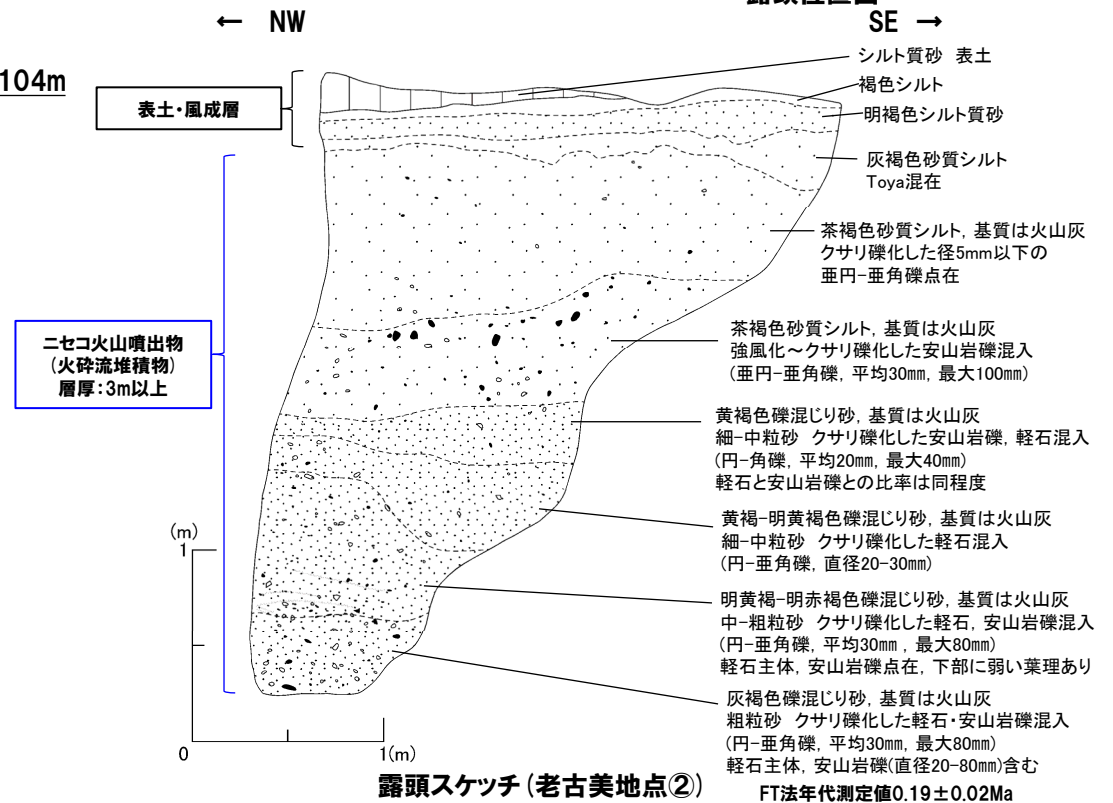 ← NW
SE →
104m
表土・風成層
ニセコ火山噴出物
(火砕流堆積物)
層厚:3m以上
シルト質砂 表土
褐色シルト
明褐色シルト質砂
灰褐色砂質シルト
Toya混在
茶褐色砂質シルト, 基質は火山灰
クサリ礫化した径5mm以下の
亜円-亜角礫点在
茶褐色砂質シルト, 基質は火山灰
強風化～クサリ礫化した安山岩礫混入
(亜円-亜角礫, 平均30mm, 最大100mm)
黄褐色礫混じり砂, 基質は火山灰
細-中粒砂 クサリ礫化した安山岩礫, 軽石混入
(円-角礫, 平均20mm, 最大40mm)
軽石と安山岩礫との比率は同程度
黄褐-明黄褐色礫混じり砂, 基質は火山灰
細-中粒砂 クサリ礫化した軽石混入
(円-亜角礫, 直径20-30mm)
明黄褐-明赤褐色礫混じり砂, 基質は火山灰
中-粗粒砂 クサリ礫化した軽石, 安山岩礫混入
(円-亜角礫, 平均30mm , 最大80mm)
軽石主体, 安山岩礫点在, 下部に弱い葉理あり
灰褐色礫混じり砂, 基質は火山灰
粗粒砂 クサリ礫化した軽石・安山岩礫混入
(円-亜角礫, 平均30mm, 最大80mm)
軽石主体, 安山岩礫(直径20-80mm)含む
FT法年代測定値0.19±0.02Ma
(m)
1
0
1(m)
露頭スケッチ(老古美地点②)